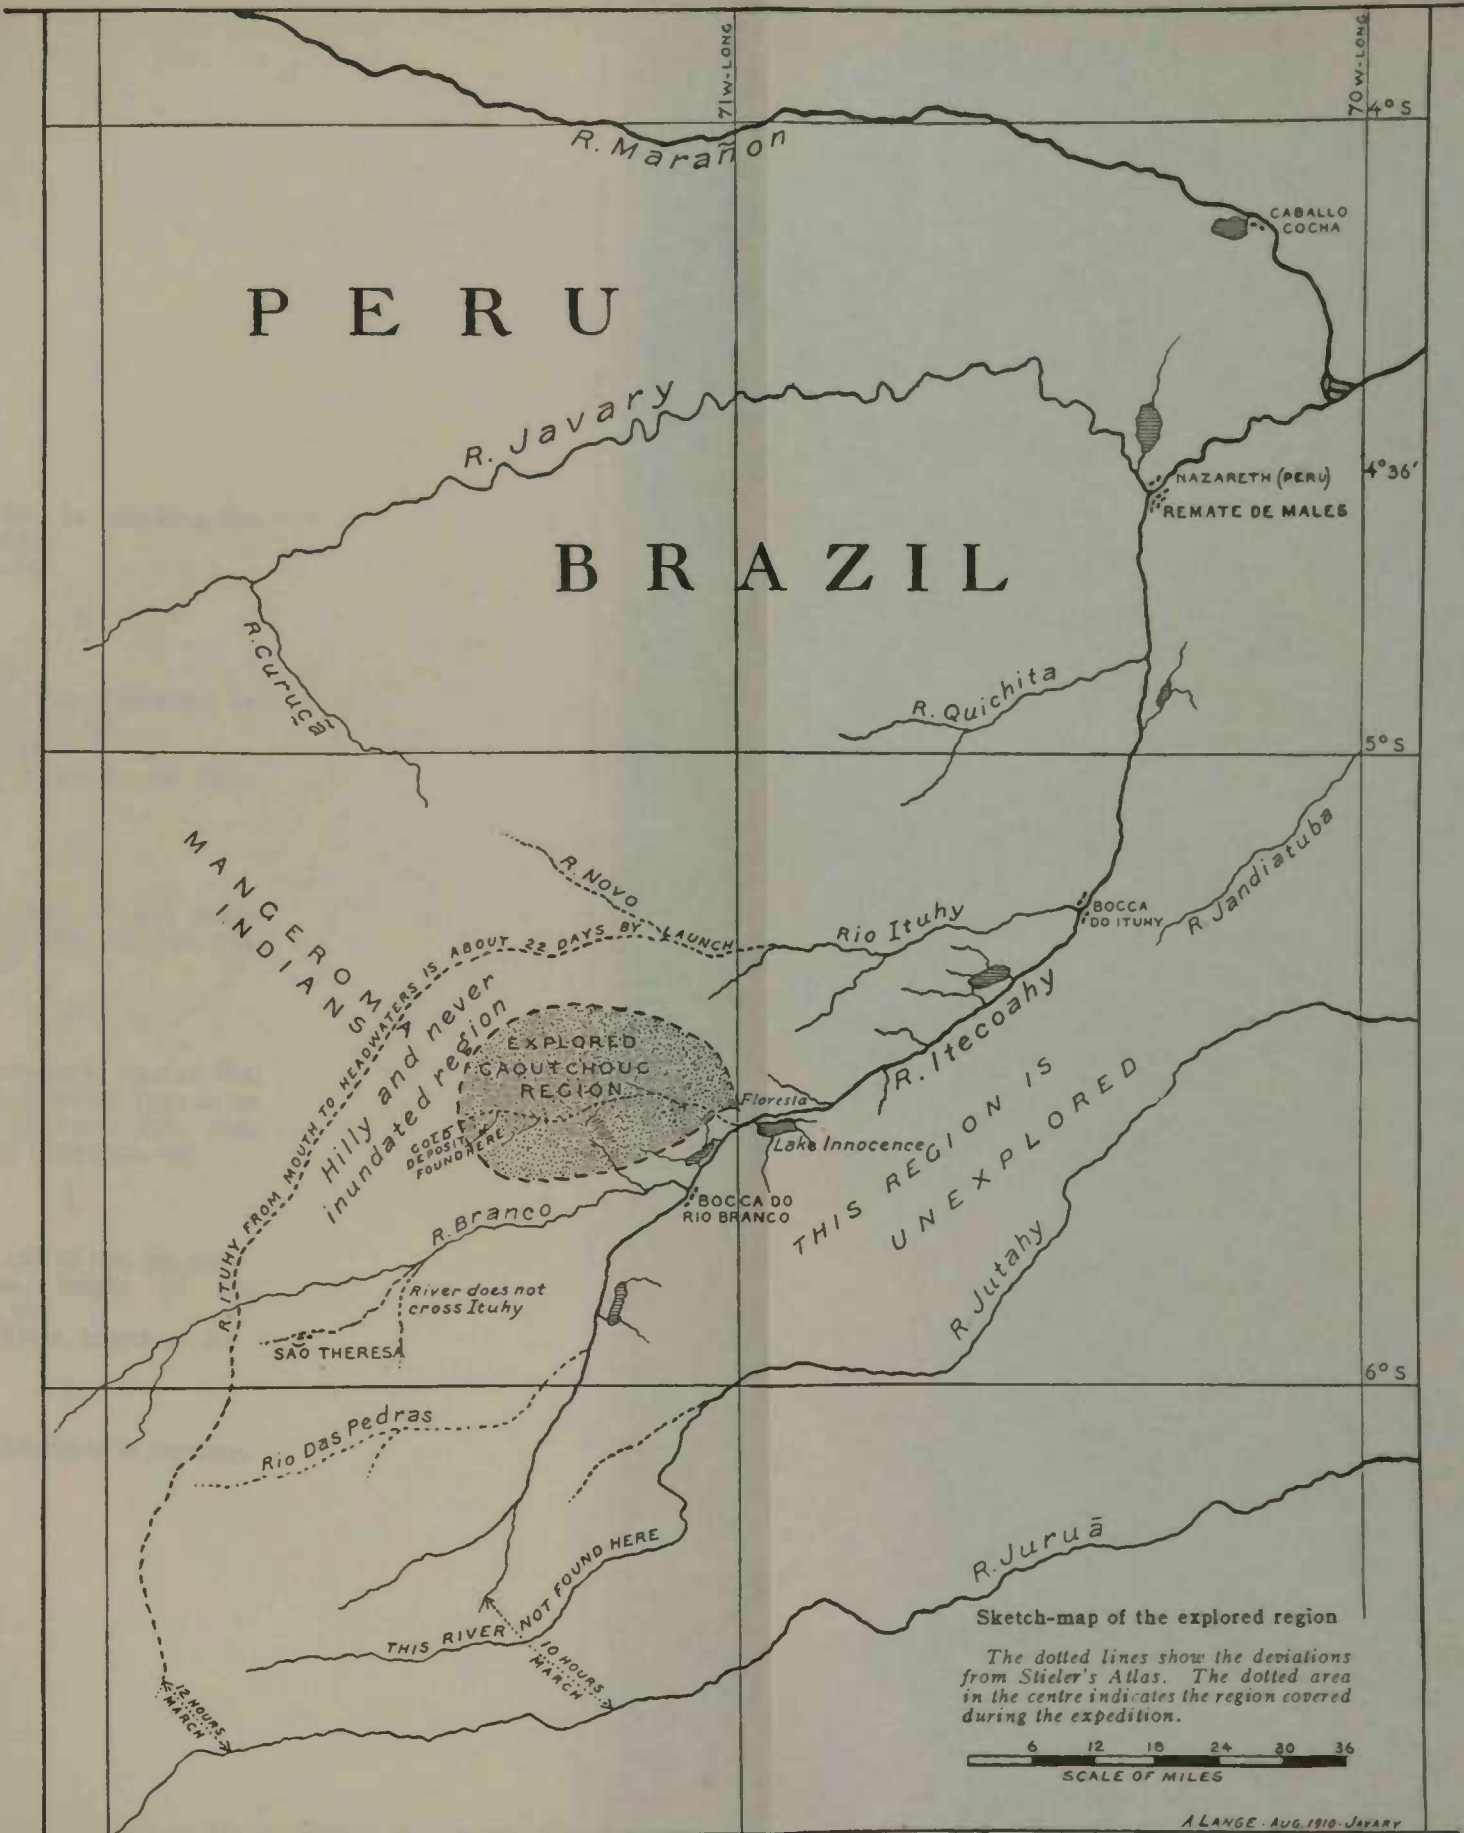 71 W-LONG
70 W-LONG
4° S
R. Marañon
CABALLO
COCHA
PERU
R. Javary
4°36'
NAZARETH (PERU)
REMATE DE MALES
BRAZIL
R. Curuçā
R. Quichita
5° S
R. Jandiatuba
MANGEROMA
INDIANS
R. Novo
Rio Ituhy
BOCCA
DO ITUHY
R. ITUHY FROM MOUTH TO HEADWATERS IS ABOUT 22 DAYS BY LAUNCH
Hilly and never
inundated region
EXPLORED
CAOUTCHOUC
REGION
R. Itecoahy
Floresta
GOLD
DEPOSIT
FOUND HERE
Lake Innocence
THIS REGION IS
UNEXPLORED
BOCCA DO
RIO BRANCO
R. Branco
River does not
cross Ituhy
SÃO THERESA
R. Jutahy
6° S
Rio Das Pedras
THIS RIVER NOT FOUND HERE
10 HOURS
MARCH
12 HOURS
MARCH
R. Juruā
Sketch-map of the explored region
The dotted lines show the deviations
from Stieler's Atlas. The dotted area
in the centre indicates the region covered
during the expedition.
6 12 18 24 30 36
SCALE OF MILES
A LANGE - AUG. 1910 - JAVARY